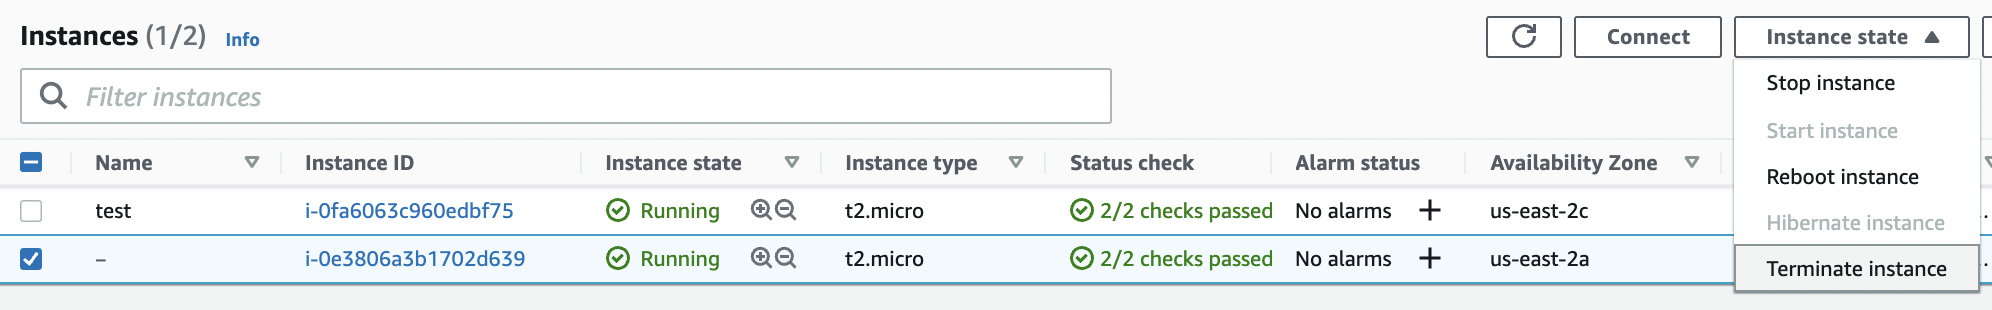 Instances (1/2) Info
Connect
Instance state
Filter instances
Stop instance
Start instance
Reboot instance
Hibernate instance
Terminate instance
Name Instance ID Instance state Instance type Status check Alarm status Availability Zone
test i-0fa6063c960edbf75 Running t2.micro 2/2 checks passed No alarms + us-east-2c
– i-0e3806a3b1702d639 Running t2.micro 2/2 checks passed No alarms + us-east-2a